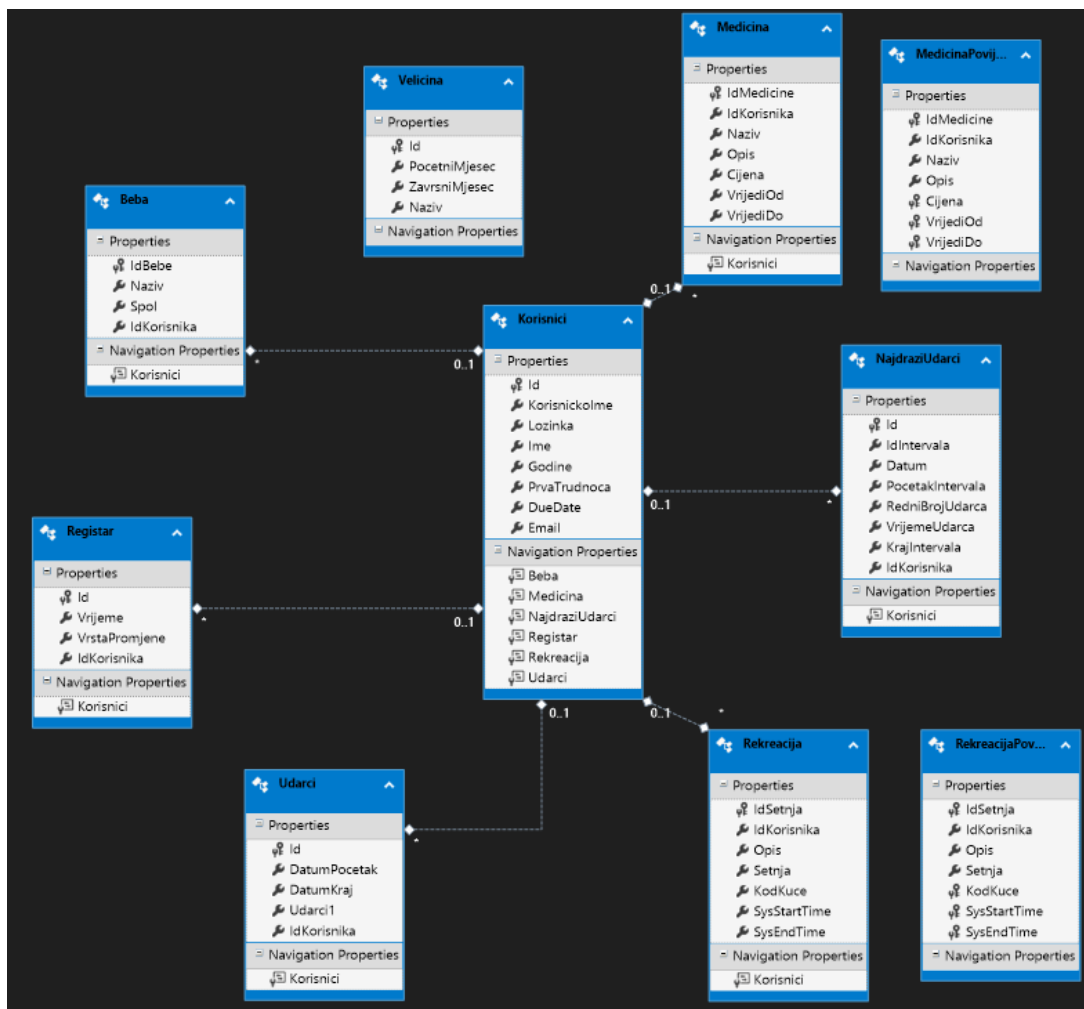 Medicina
Properties
IdMedicine
IdKorisnika
Naziv
Opis
Cijena
VrijediOd
VrijediDo
Navigation Properties
Korisnici
MedicinaPovij...
Properties
IdMedicine
IdKorisnika
Naziv
Opis
Cijena
VrijediOd
VrijediDo
Navigation Properties
Velicina
Properties
Id
PocetniMjesec
ZavrsniMjesec
Naziv
Navigation Properties
Beba
Properties
IdBebe
Naziv
Spol
IdKorisnika
Navigation Properties
Korisnici
*
0..1
0..1
*
Korisnici
Properties
Id
KorisnickoIme
Lozinka
Ime
Godine
PrvaTrudnoca
DueDate
Email
Navigation Properties
Beba
Medicina
NajdraziUdarci
Registar
Rekreacija
Udarci
NajdraziUdarci
Properties
Id
IdIntervala
Datum
PocetakIntervala
RedniBrojUdarca
VrijemeUdarca
KrajIntervala
IdKorisnika
Navigation Properties
Korisnici
0..1
*
Registar
Properties
Id
Vrijeme
VrstaPromjene
IdKorisnika
Navigation Properties
Korisnici
*
0..1
0..1
*
0..1
*
Udarci
Properties
Id
DatumPocetak
DatumKraj
Udarci1
IdKorisnika
Navigation Properties
Korisnici
Rekreacija
Properties
IdSetnja
IdKorisnika
Opis
Setnja
KodKuce
SysStartTime
SysEndTime
Navigation Properties
Korisnici
RekreacijaPov...
Properties
IdSetnja
IdKorisnika
Opis
Setnja
KodKuce
SysStartTime
SysEndTime
Navigation Properties